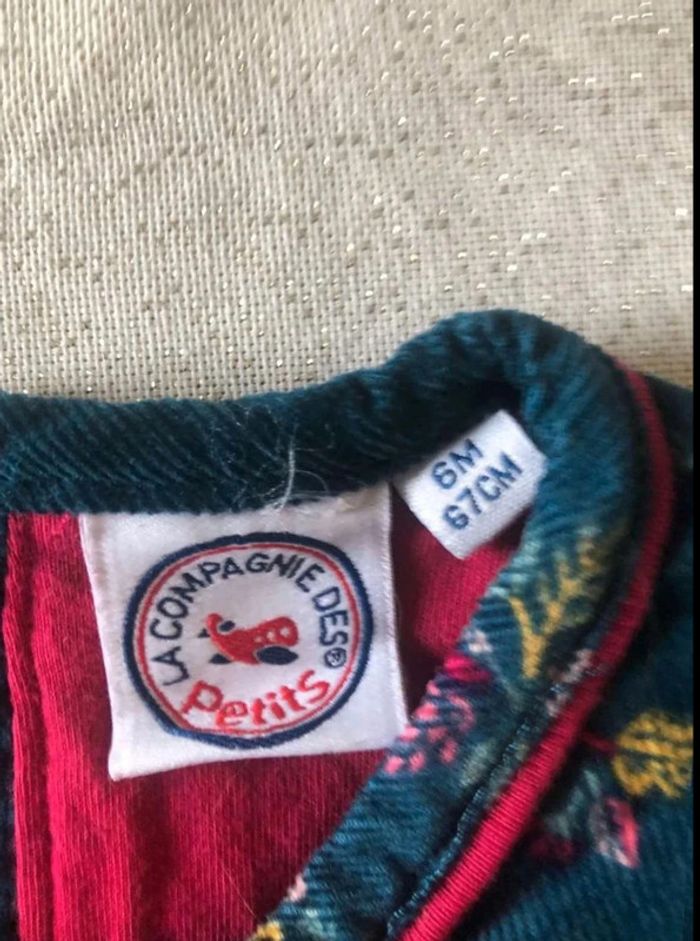 LA COMPAGNIE DES®
Petits
6M
67CM